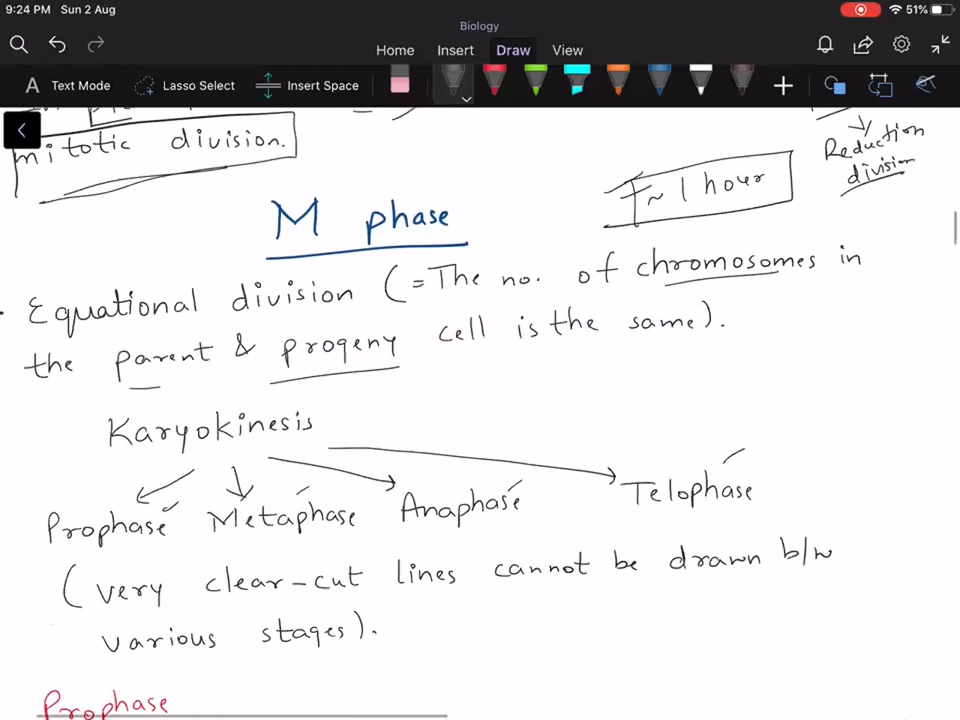 9:24 PM Sun 2 Aug
51%
Biology
Home Insert Draw View
Text Mode Lasso Select Insert Space
mitotic division.
Reduction
division
M phase
T~ 1 hour
Equational division (=The no. of chromosomes in
the parent & progeny cell is the same).
Karyokinesis
Prophase Metaphase Anaphase Telophase
(very clear-cut lines cannot be drawn b/w
various stages).
Prophase